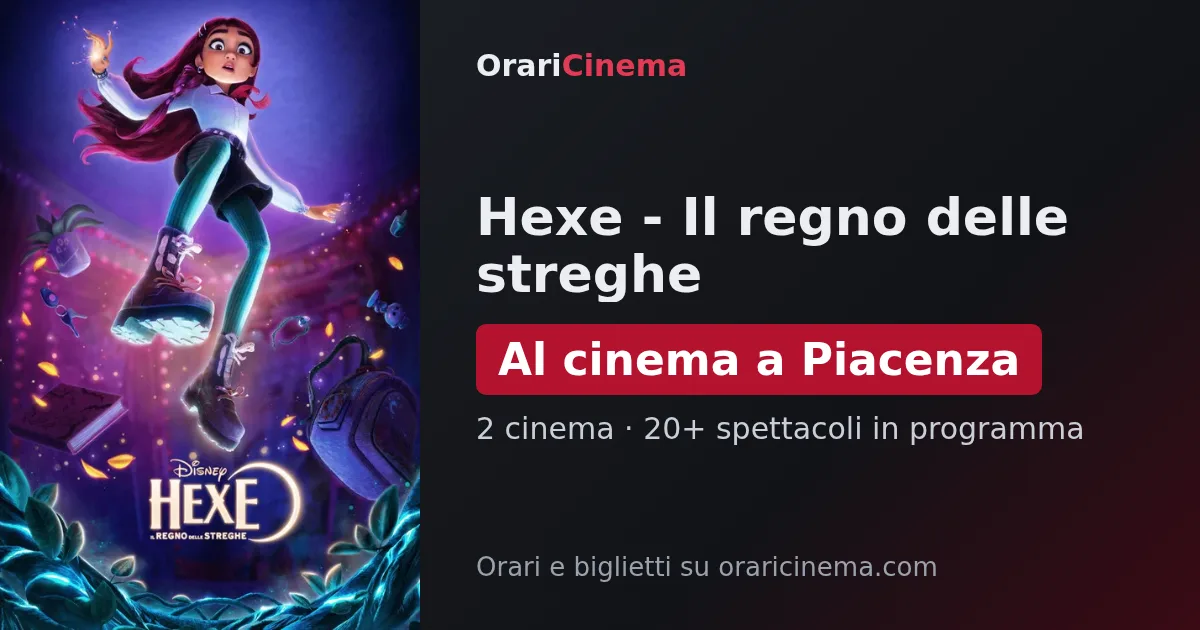 OrariCinema
Hexe - Il regno delle
streghe
Al cinema a Piacenza
2 cinema · 20+ spettacoli in programma
Orari e biglietti su oraricinema.com
Disney
HEXE
IL REGNO DELLE STREGHE